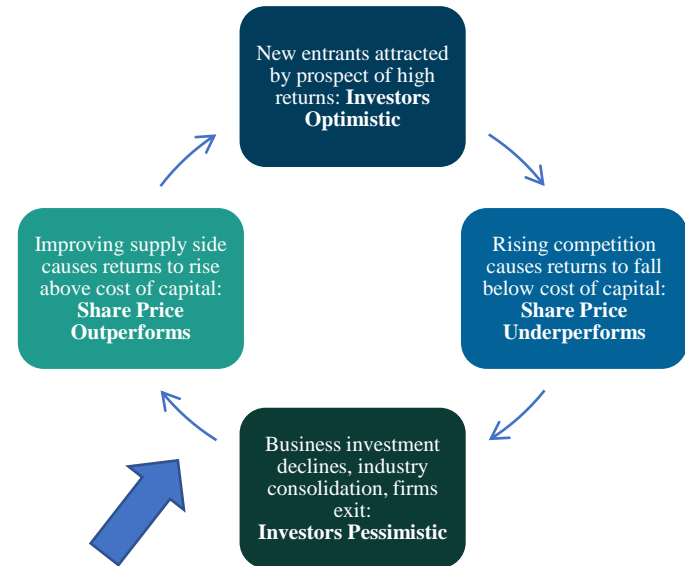 New entrants attracted
by prospect of high
returns: Investors
Optimistic
Improving supply side
causes returns to rise
above cost of capital:
Share Price
Outperforms
Rising competition
causes returns to fall
below cost of capital:
Share Price
Underperforms
Business investment
declines, industry
consolidation, firms
exit:
Investors Pessimistic